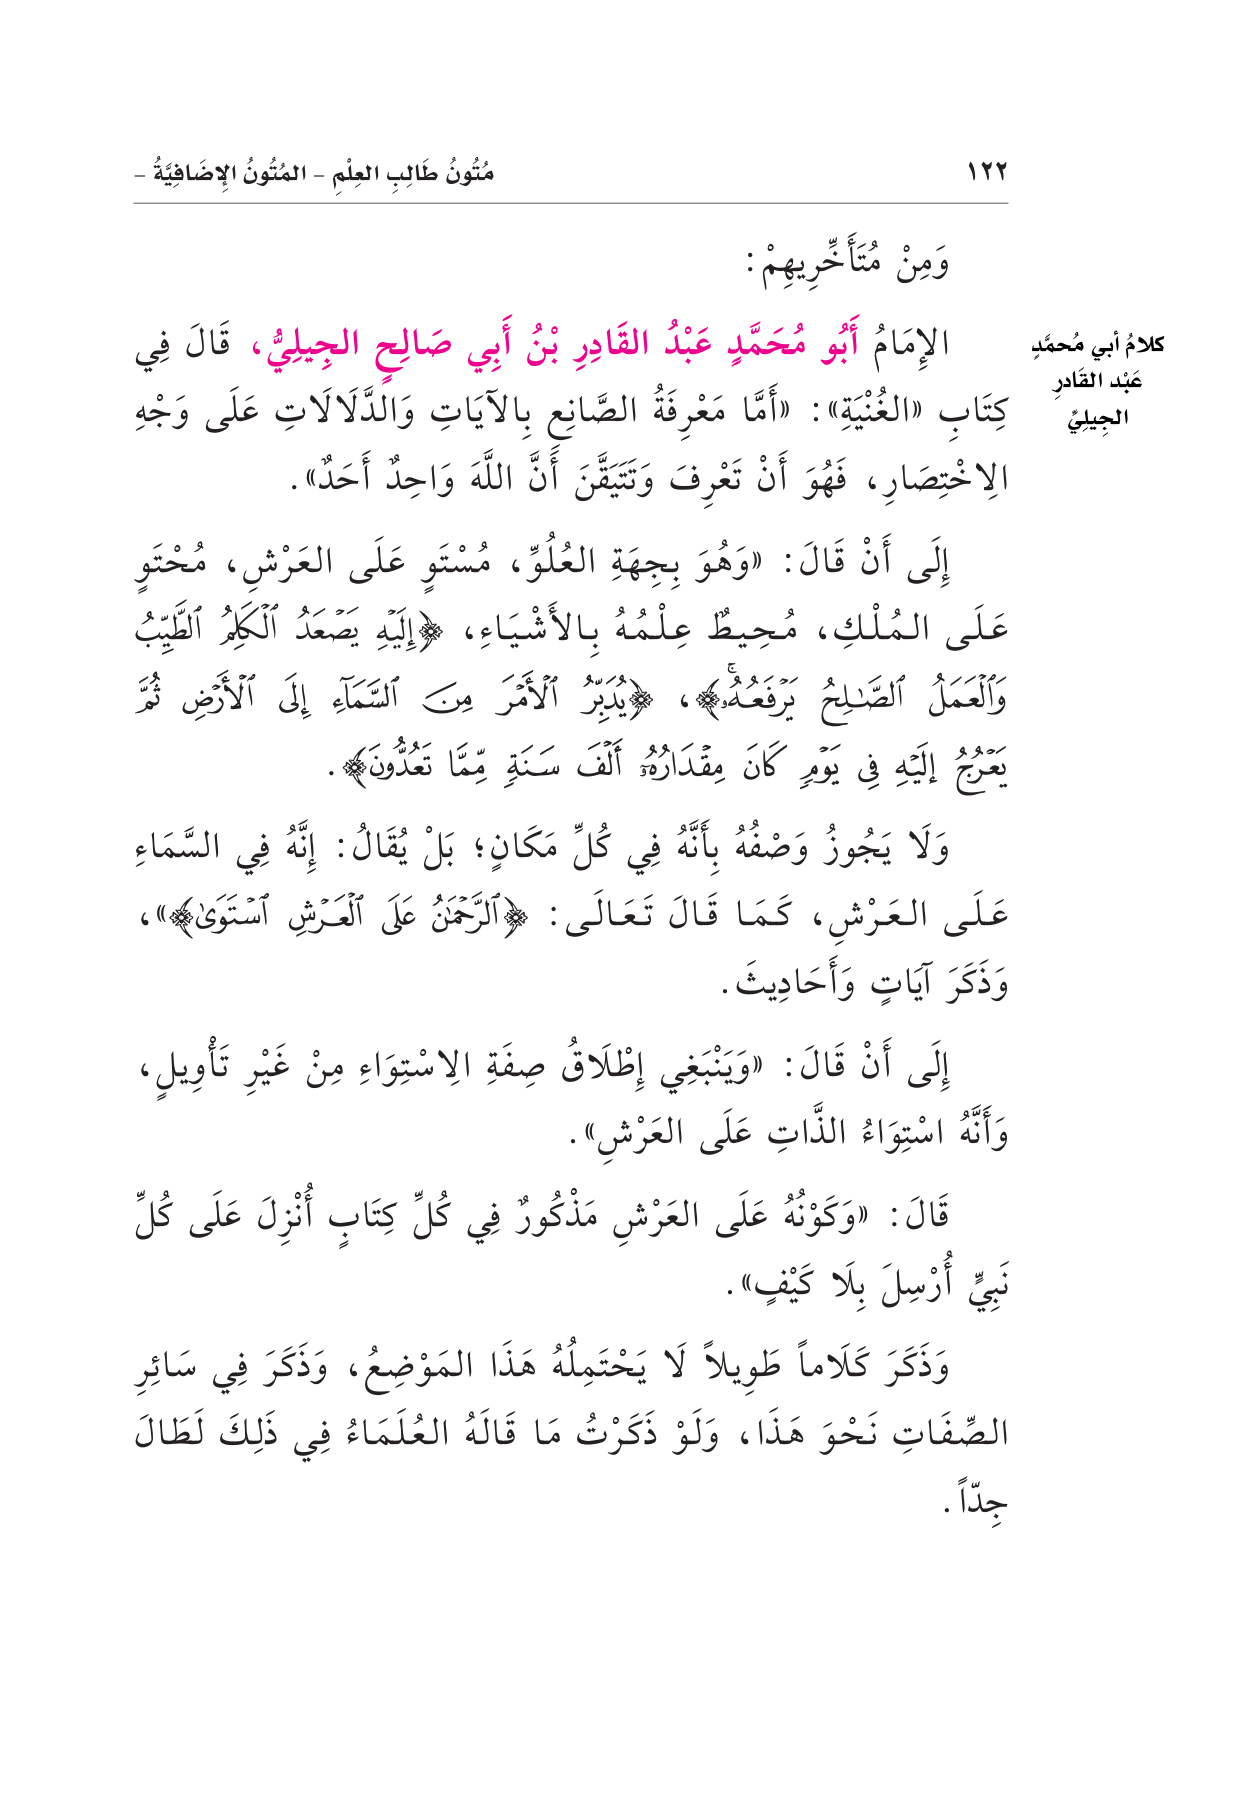 ١٢٢
مُتُونُ طَالِبِ العِلْمِ – المُتُونُ الإِضَافِيَّةُ –
وَمِنْ مُتَأَخِّرِيهِمْ:
كلامُ أبي مُحمَّدٍ
عَبْد القَادرِ
الجِيلِيِّ
الإِمَامُ أَبُو مُحَمَّدٍ عَبْدُ القَادِرِ بْنُ أَبِي صَالِحٍ الجِيلِيُّ، قَالَ فِي
كِتَابِ «الغُنْيَةِ»: «أَمَّا مَعْرِفَةُ الصَّانِعِ بِالآيَاتِ وَالدَّلَالَاتِ عَلَى وَجْهِ
الِاخْتِصَارِ، فَهُوَ أَنْ تَعْرِفَ وَتَتَيَقَّنَ أَنَّ اللَّهَ وَاحِدٌ أَحَدٌ».
إِلَى أَنْ قَالَ: «وَهُوَ بِجِهَةِ العُلُوِّ، مُسْتَوٍ عَلَى العَرْشِ، مُحْتَوٍ
عَلَى المُلْكِ، مُحِيطٌ عِلْمُهُ بِالأَشْيَاءِ، ﴿إِلَيۡهِ يَصۡعَدُ ٱلۡكَلِمُ ٱلطَّيِّبُ
وَٱلۡعَمَلُ ٱلصَّـٰلِحُ يَرۡفَعُهُۥۚ﴾، ﴿يُدَبِّرُ ٱلۡأَمۡرَ مِنَ ٱلسَّمَآءِ إِلَى ٱلۡأَرۡضِ ثُمَّ
يَعۡرُجُ إِلَيۡهِ فِي يَوۡمٍ كَانَ مِقۡدَارُهُۥٓ أَلۡفَ سَنَةٍ مِّمَّا تَعُدُّونَ﴾.
وَلَا يَجُوزُ وَصْفُهُ بِأَنَّهُ فِي كُلِّ مَكَانٍ؛ بَلْ يُقَالُ: إِنَّهُ فِي السَّمَاءِ
عَلَى العَرْشِ، كَمَا قَالَ تَعَالَى: ﴿ٱلرَّحۡمَٰنُ عَلَى ٱلۡعَرۡشِ ٱسۡتَوَىٰ﴾»،
وَذَكَرَ آيَاتٍ وَأَحَادِيثَ.
إِلَى أَنْ قَالَ: «وَيَنْبَغِي إِطْلَاقُ صِفَةِ الِاسْتِوَاءِ مِنْ غَيْرِ تَأْوِيلٍ،
وَأَنَّهُ اسْتِوَاءُ الذَّاتِ عَلَى العَرْشِ».
قَالَ: «وَكَوْنُهُ عَلَى العَرْشِ مَذْكُورٌ فِي كُلِّ كِتَابٍ أُنْزِلَ عَلَى كُلِّ
نَبِيٍّ أُرْسِلَ بِلَا كَيْفٍ».
وَذَكَرَ كَلَاماً طَوِيلاً لَا يَحْتَمِلُهُ هَذَا المَوْضِعُ، وَذَكَرَ فِي سَائِرِ
الصِّفَاتِ نَحْوَ هَذَا، وَلَوْ ذَكَرْتُ مَا قَالَهُ العُلَمَاءُ فِي ذَلِكَ لَطَالَ
جِدّاً.